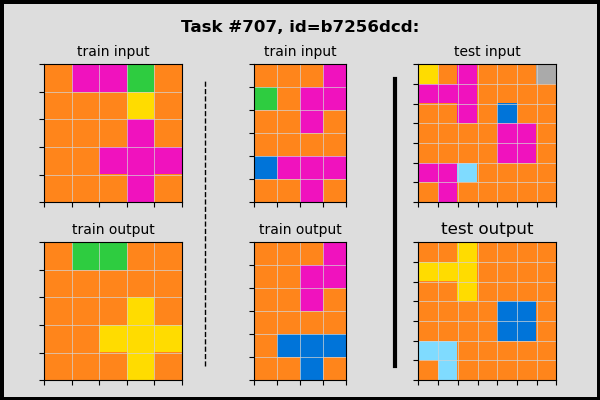 Task #707, id=b7256dcd:
train input
train input
test input
train output
train output
test output